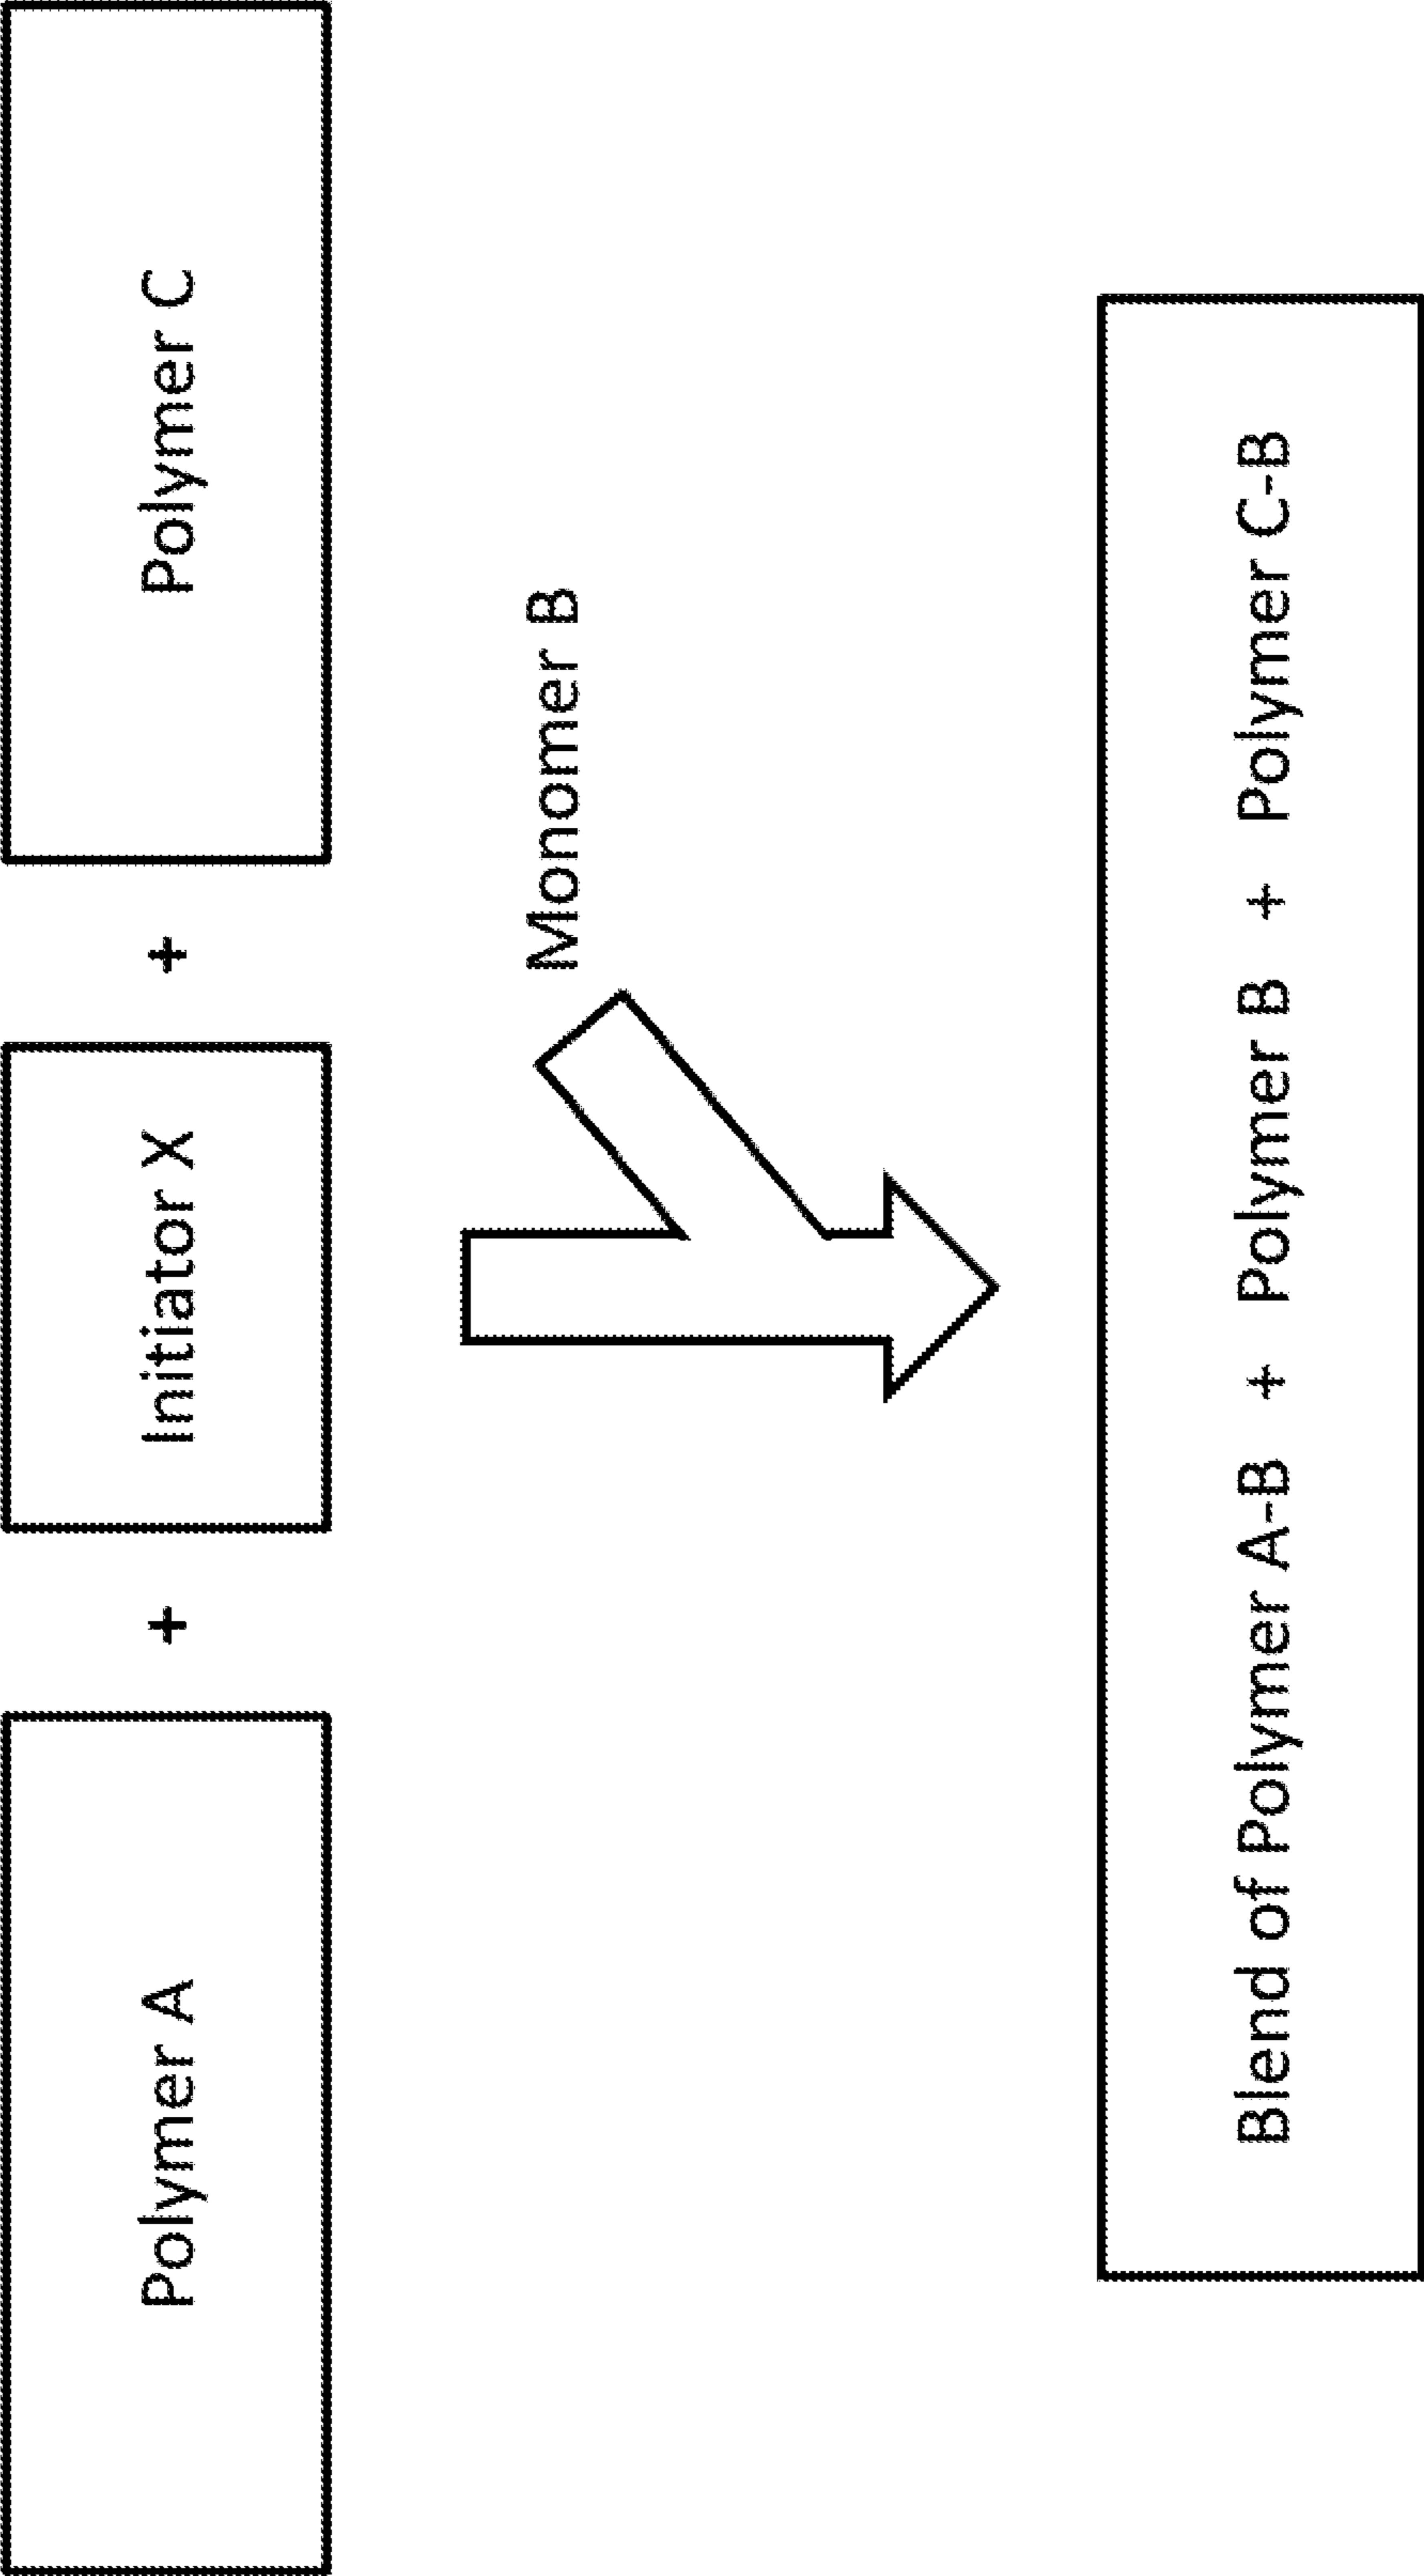 Polymer A + Initiator X + Polymer C
Monomer B
Blend of Polymer A-B + Polymer B + Polymer C-B